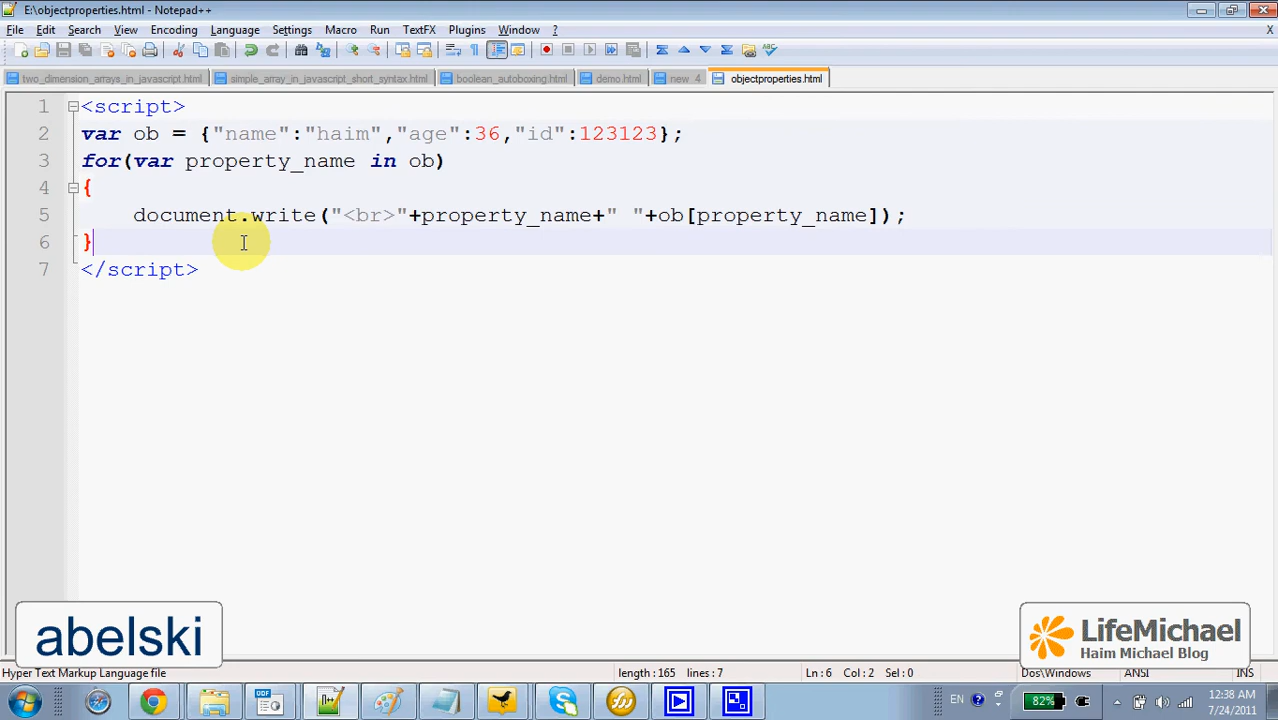 E:\objectproperties.html - Notepad++
File Edit Search View Encoding Language Settings Macro Run TextFX Plugins Window ? X
two_dimension_arrays_in_javascript.html simple_array_in_javascript_short_syntax.html boolean_autoboxing.html demo.html new 4 objectproperties.html
1 <script>
2 var ob = {"name":"haim","age":36,"id":123123};
3 for(var property_name in ob)
4 {
5 document.write("<br>"+property_name+" "+ob[property_name]);
6 }
7 </script>
abelski
LifeMichael
Haim Michael Blog
Hyper Text Markup Language file length : 165 lines : 7 Ln : 6 Col : 2 Sel : 0 Dos\Windows ANSI INS
EN ? 82% 12:38 AM
7/24/2011